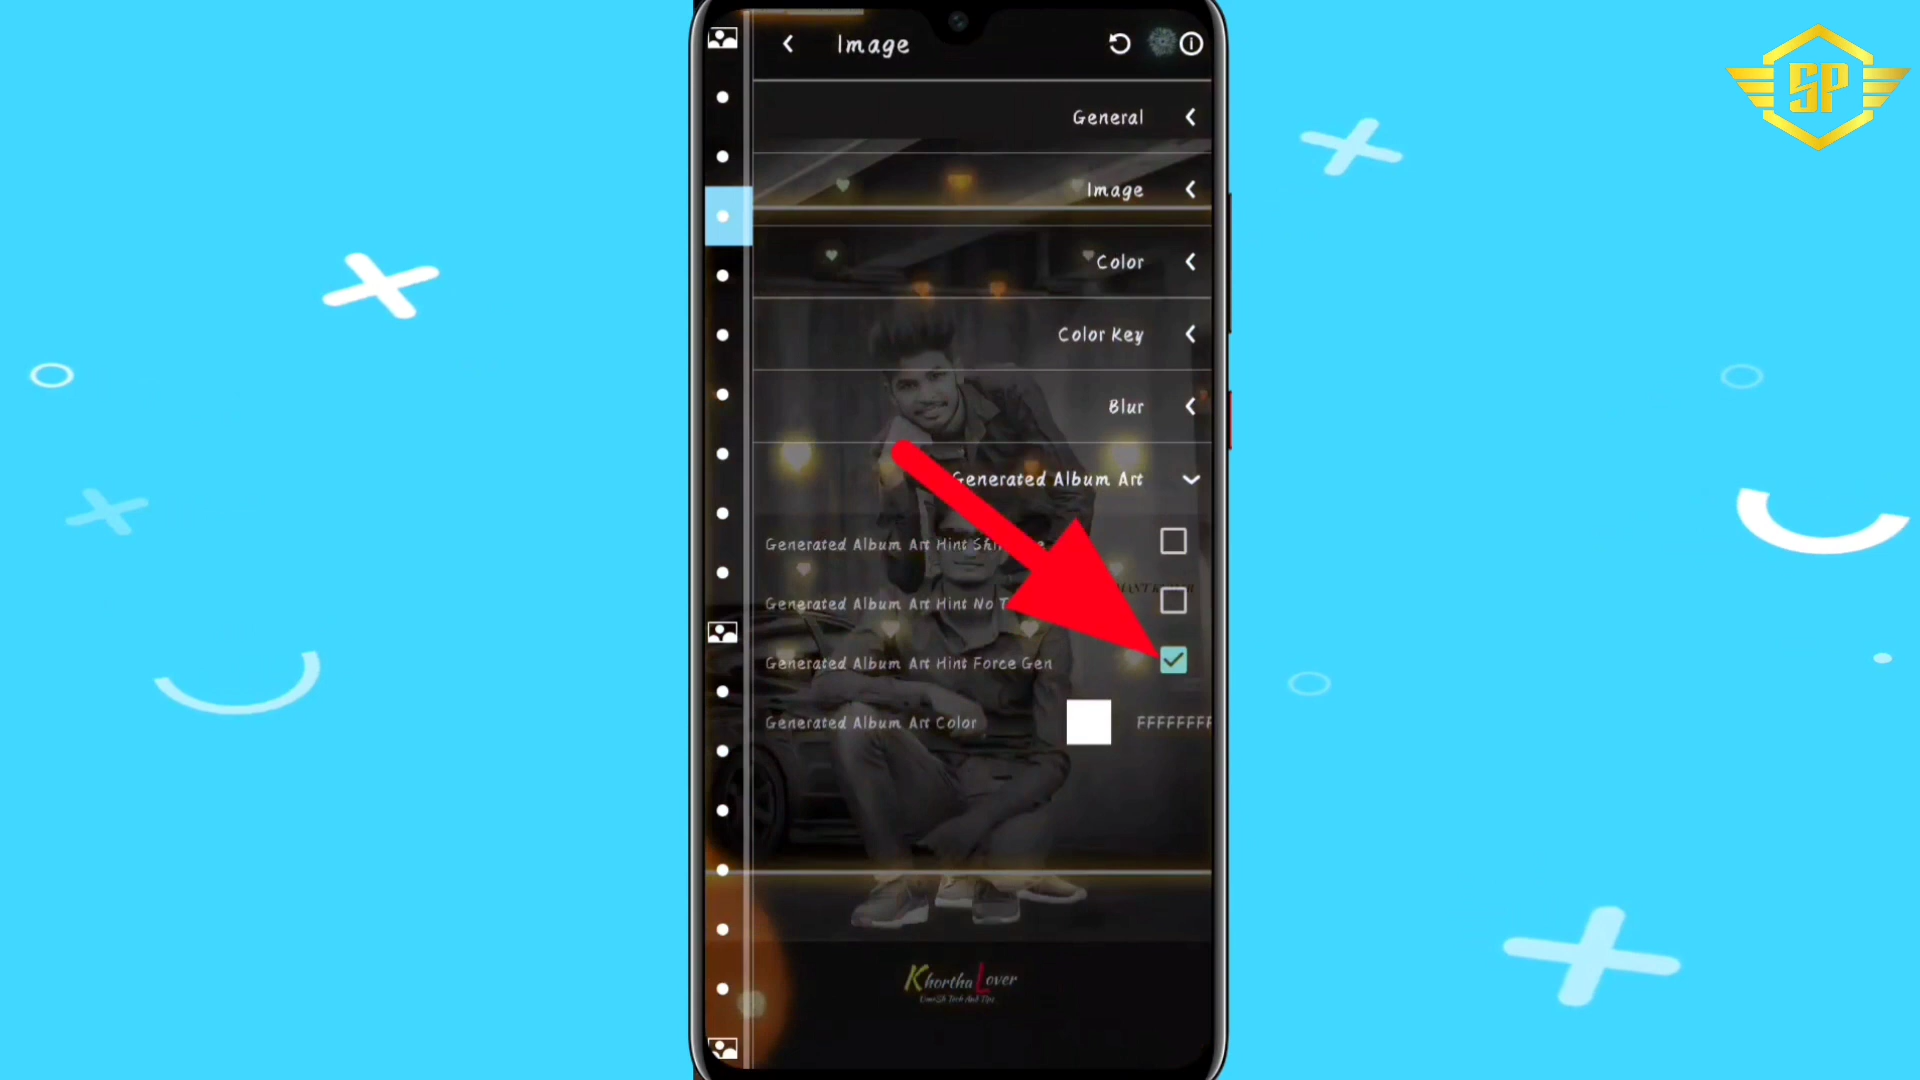 Image
SP
General
Image
Color
Color Key
Blur
Generated Album Art
Generated Album Art Hint
Generated Album Art Hint No
Generated Album Art Hint Force Gen
Generated Album Art Color
FFFFFFFF
Khortha Lover